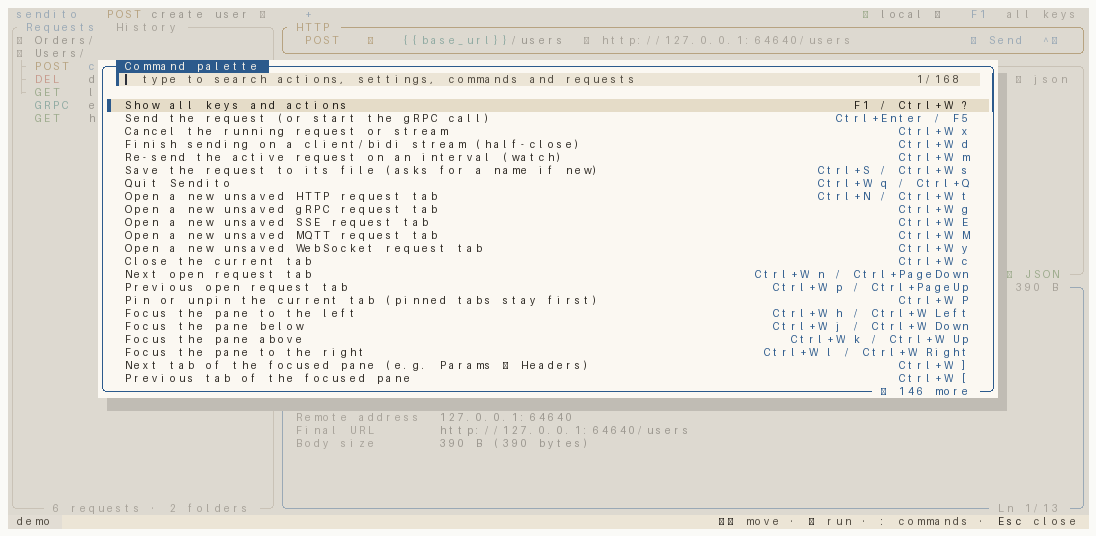 sendito POST create user + local F1 all keys
Requests History HTTP
Orders/ POST {{base_url}}/users http://127.0.0.1:64640/users Send
Users/
POST c
DEL d
GET l
GRPC e
GET h
json
Command palette
type to search actions, settings, commands and requests 1/168
Show all keys and actions F1 / Ctrl+W ?
Send the request (or start the gRPC call) Ctrl+Enter / F5
Cancel the running request or stream Ctrl+W x
Finish sending on a client/bidi stream (half-close) Ctrl+W d
Re-send the active request on an interval (watch) Ctrl+W m
Save the request to its file (asks for a name if new) Ctrl+S / Ctrl+W s
Quit Sendito Ctrl+W q / Ctrl+Q
Open a new unsaved HTTP request tab Ctrl+N / Ctrl+W t
Open a new unsaved gRPC request tab Ctrl+W g
Open a new unsaved SSE request tab Ctrl+W E
Open a new unsaved MQTT request tab Ctrl+W M
Open a new unsaved WebSocket request tab Ctrl+W y
Close the current tab Ctrl+W c
Next open request tab Ctrl+W n / Ctrl+PageDown
Previous open request tab Ctrl+W p / Ctrl+PageUp
Pin or unpin the current tab (pinned tabs stay first) Ctrl+W P
Focus the pane to the left Ctrl+W h / Ctrl+W Left
Focus the pane below Ctrl+W j / Ctrl+W Down
Focus the pane above Ctrl+W k / Ctrl+W Up
Focus the pane to the right Ctrl+W l / Ctrl+W Right
Next tab of the focused pane (e.g. Params Headers) Ctrl+W ]
Previous tab of the focused pane Ctrl+W [
146 more
JSON
390 B
Remote address 127.0.0.1:64640
Final URL http://127.0.0.1:64640/users
Body size 390 B (390 bytes)
6 requests · 2 folders Ln 1/13
demo move · run · : commands · Esc close